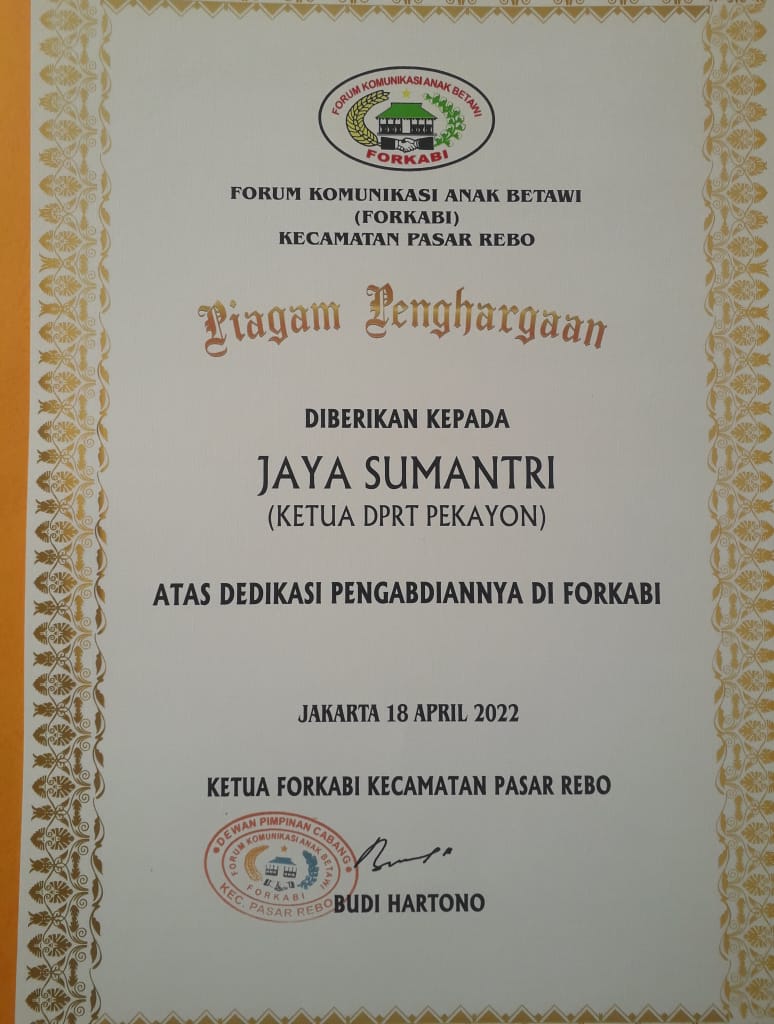 FORUM KOMUNIKASI ANAK BETAWI
FORKABI
FORUM KOMUNIKASI ANAK BETAWI
(FORKABI)
KECAMATAN PASAR REBO
Piagam Penghargaan
DIBERIKAN KEPADA
JAYA SUMANTRI
(KETUA DPRT PEKAYON)
ATAS DEDIKASI PENGABDIANNYA DI FORKABI
JAKARTA 18 APRIL 2022
KETUA FORKABI KECAMATAN PASAR REBO
DEWAN PIMPINAN CABANG
FORUM KOMUNIKASI ANAK BETAWI
FORKABI
KEC. PASAR REBO
BUDI HARTONO